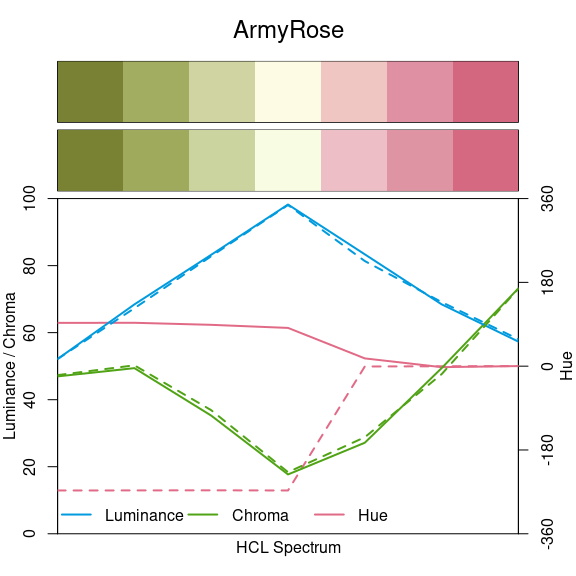 ArmyRose
100
80
60
40
20
0
Luminance / Chroma
360
180
0
-180
-360
Hue
Luminance
Chroma
Hue
HCL Spectrum